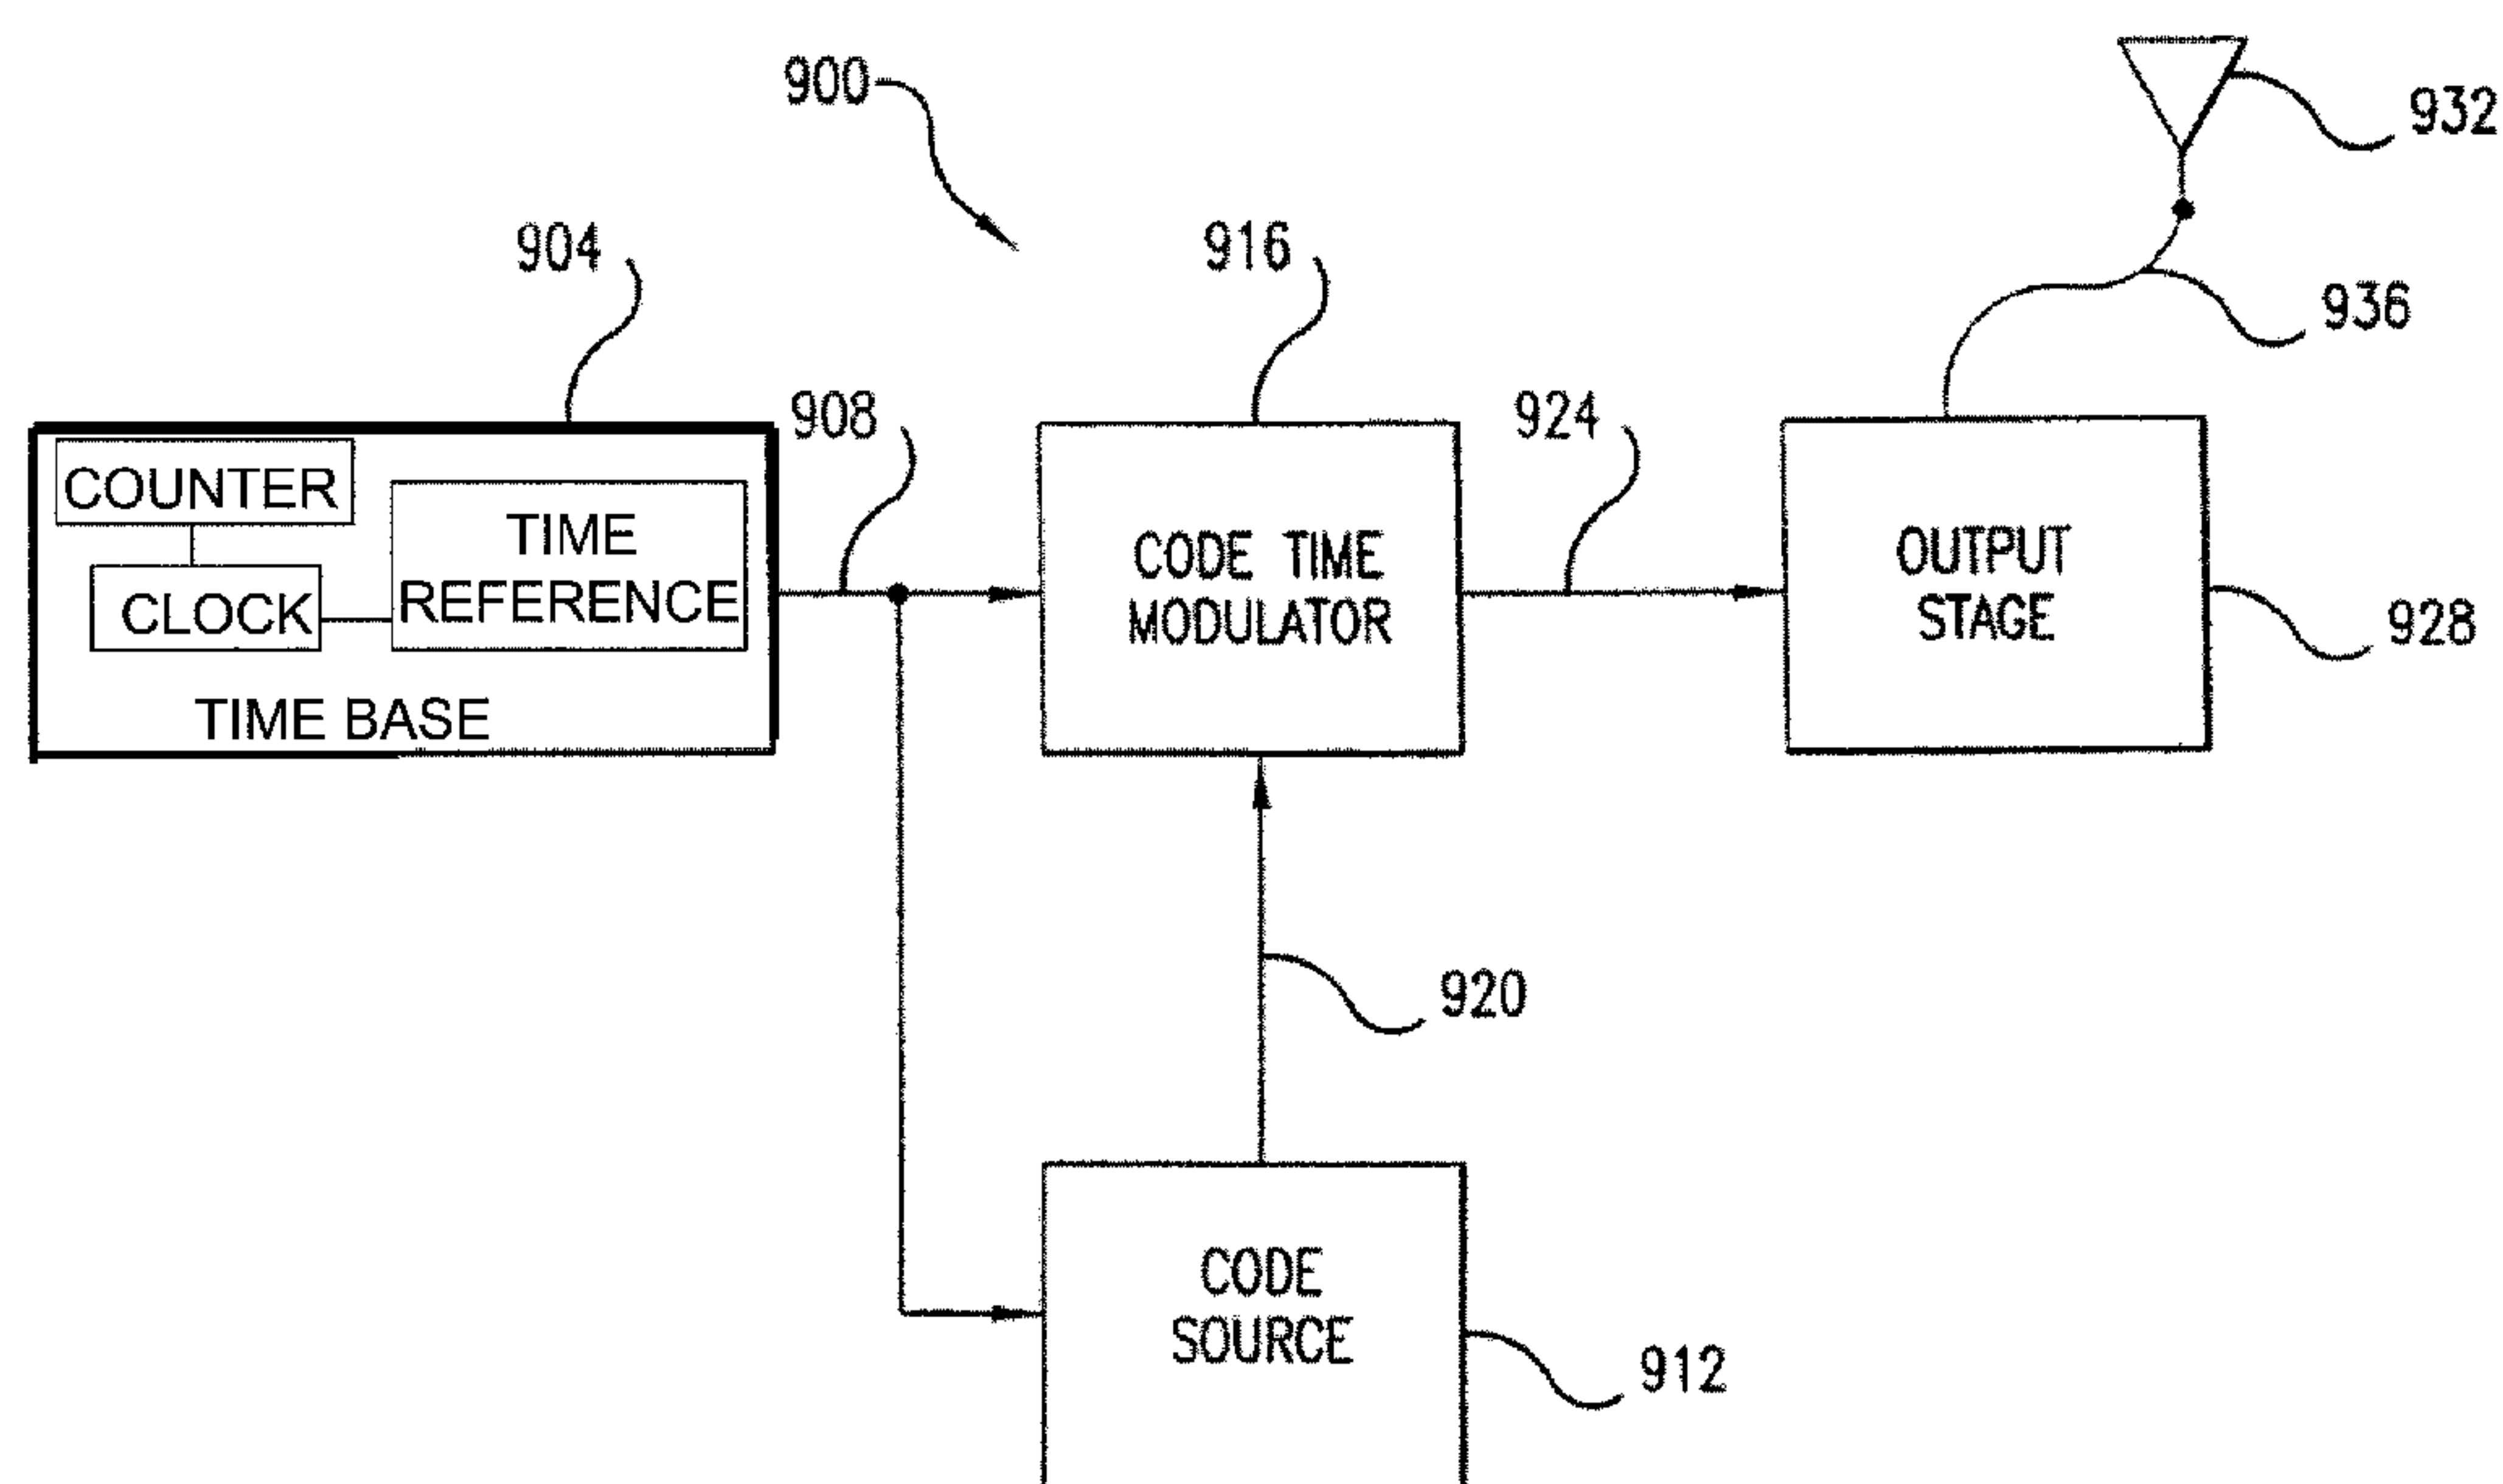 900
932
904
916
936
908
924
COUNTER
TIME
REFERENCE
CLOCK
TIME BASE
CODE TIME
MODULATOR
OUTPUT
STAGE
928
920
CODE
SOURCE
912